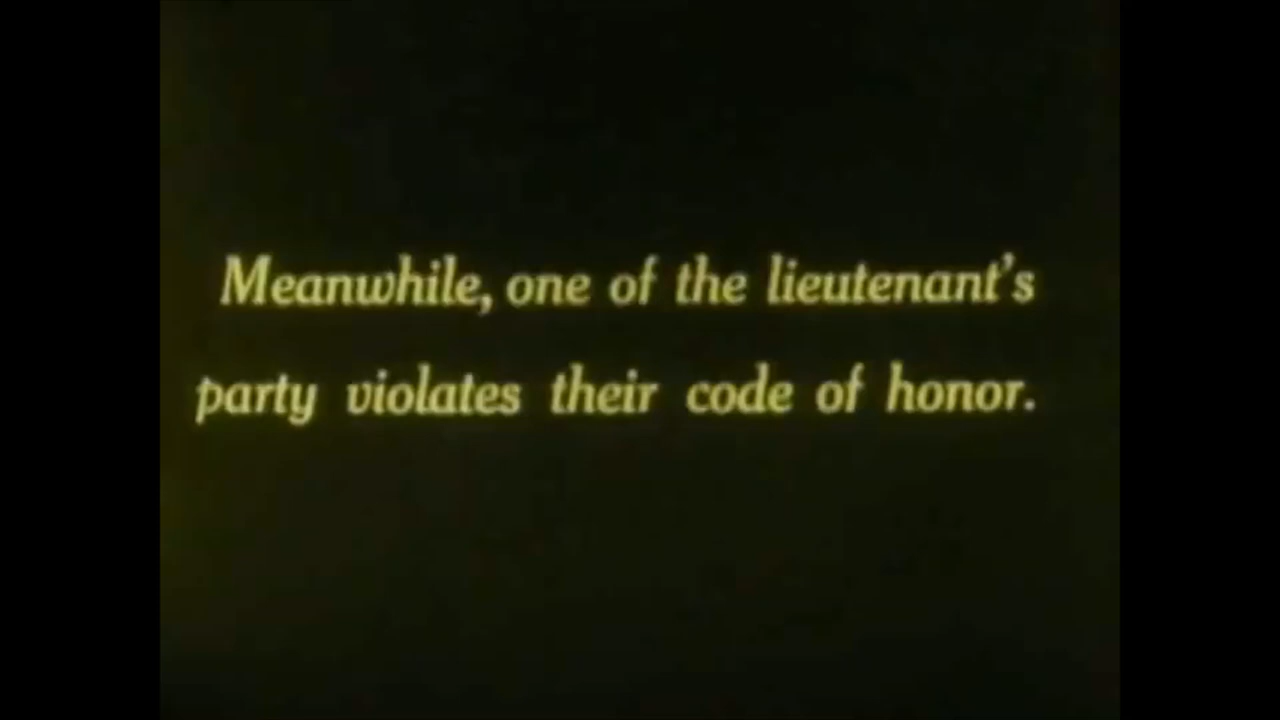 Meanwhile, one of the lieutenant's
party violates their code of honor.